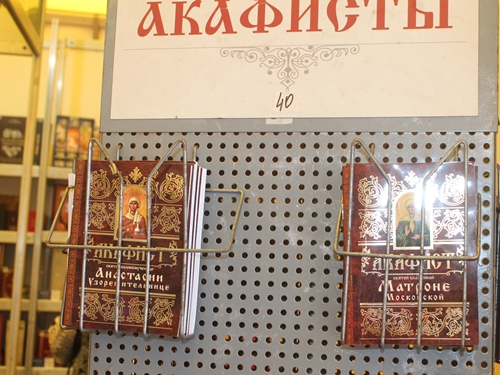 АКАФИСТЫ
40
АКАФИСТ
Анастасии
Узорешительнице
АКАФИСТ
святой блаженной
Матроне
Московской